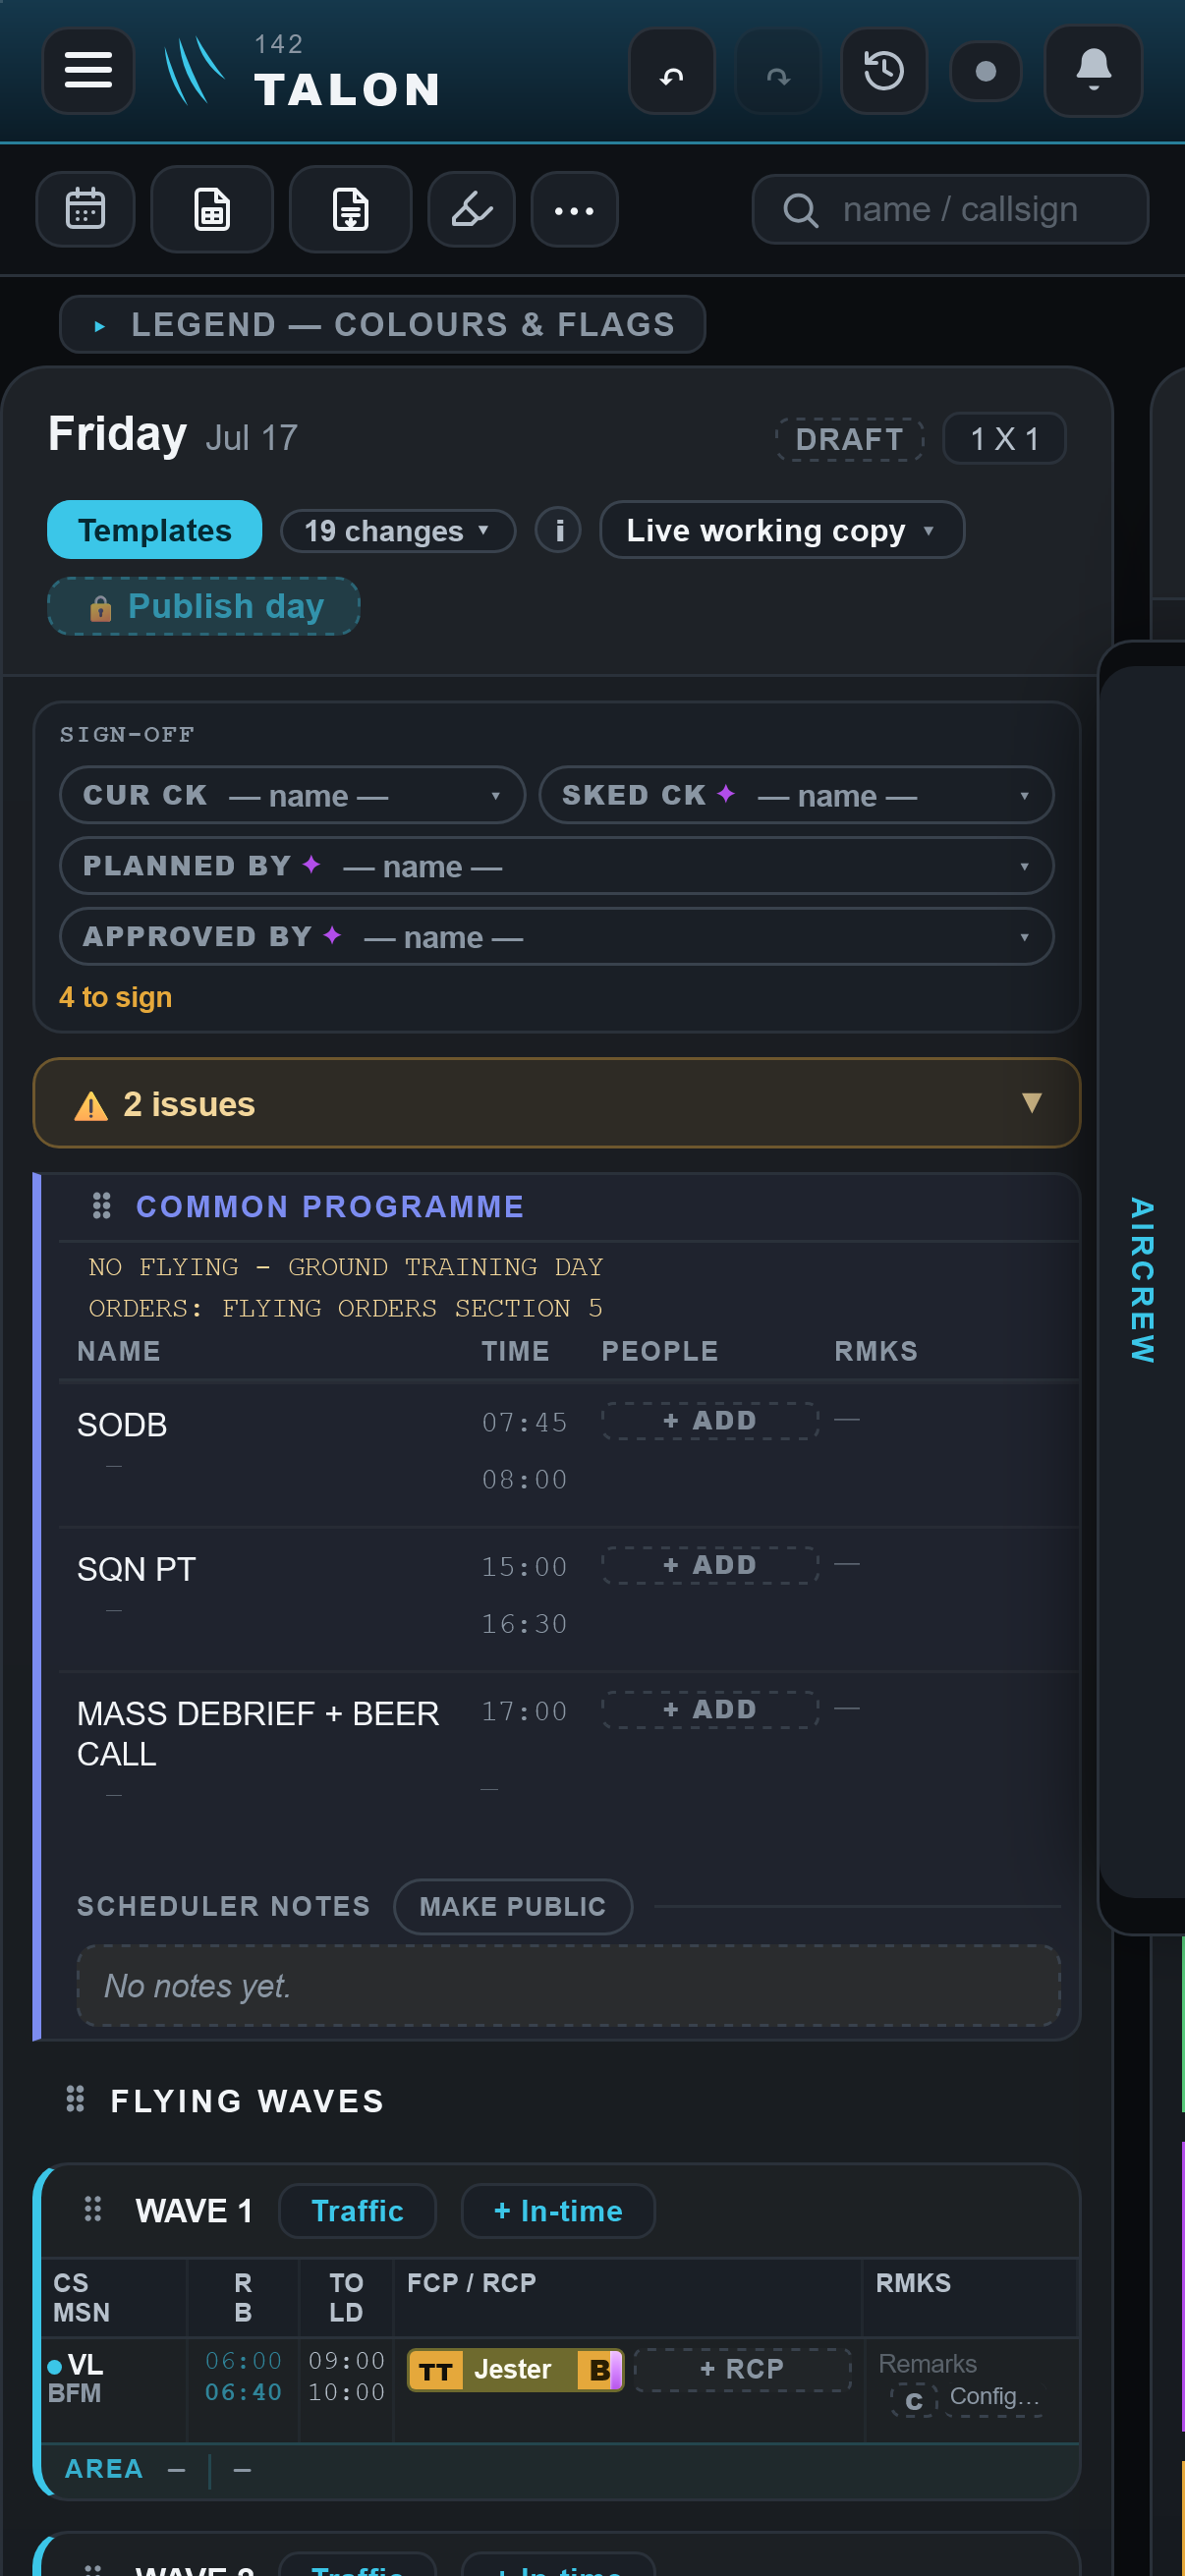 142
TALON
name / callsign
LEGEND — COLOURS & FLAGS
Friday Jul 17
DRAFT
1 X 1
Templates
19 changes
i
Live working copy
Publish day
SIGN-OFF
CUR CK — name —
SKED CK — name —
PLANNED BY — name —
APPROVED BY — name —
4 to sign
2 issues
AIRCREW
COMMON PROGRAMME
NO FLYING - GROUND TRAINING DAY
ORDERS: FLYING ORDERS SECTION 5
NAME TIME PEOPLE RMKS
SODB 07:45 + ADD —
— 08:00
SQN PT 15:00 + ADD —
— 16:30
MASS DEBRIEF + BEER 17:00 + ADD —
CALL
— —
SCHEDULER NOTES MAKE PUBLIC
No notes yet.
FLYING WAVES
WAVE 1 Traffic + In-time
CS R TO FCP / RCP RMKS
MSN B LD
VL 06:00 09:00 TT Jester B + RCP Remarks
BFM 06:40 10:00 C Config...
AREA — —
WAVE 2 Traffic + In-time